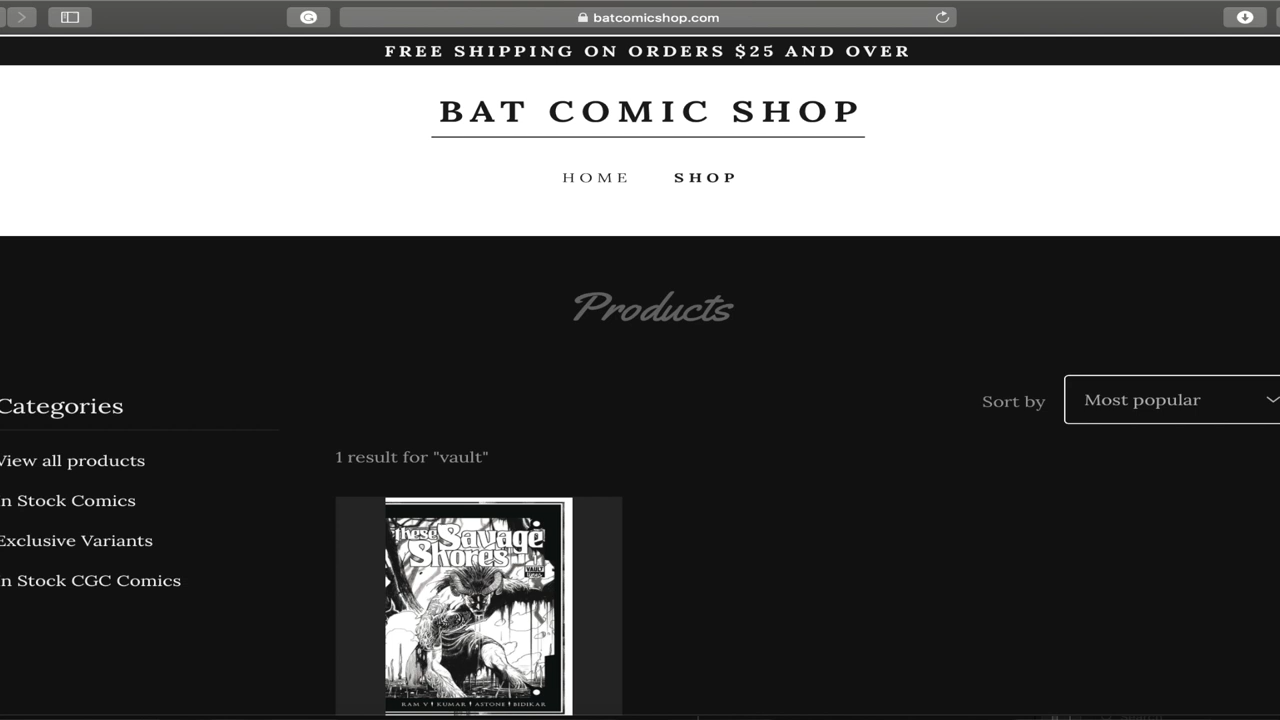 batcomicshop.com
FREE SHIPPING ON ORDERS $25 AND OVER
BAT COMIC SHOP
HOME SHOP
Products
Categories
Sort by Most popular
View all products
1 result for "vault"
n Stock Comics
Exclusive Variants
n Stock CGC Comics
these Savage
Shores
VAULT
RAM V KUMAR ASTONE BIDIKAR